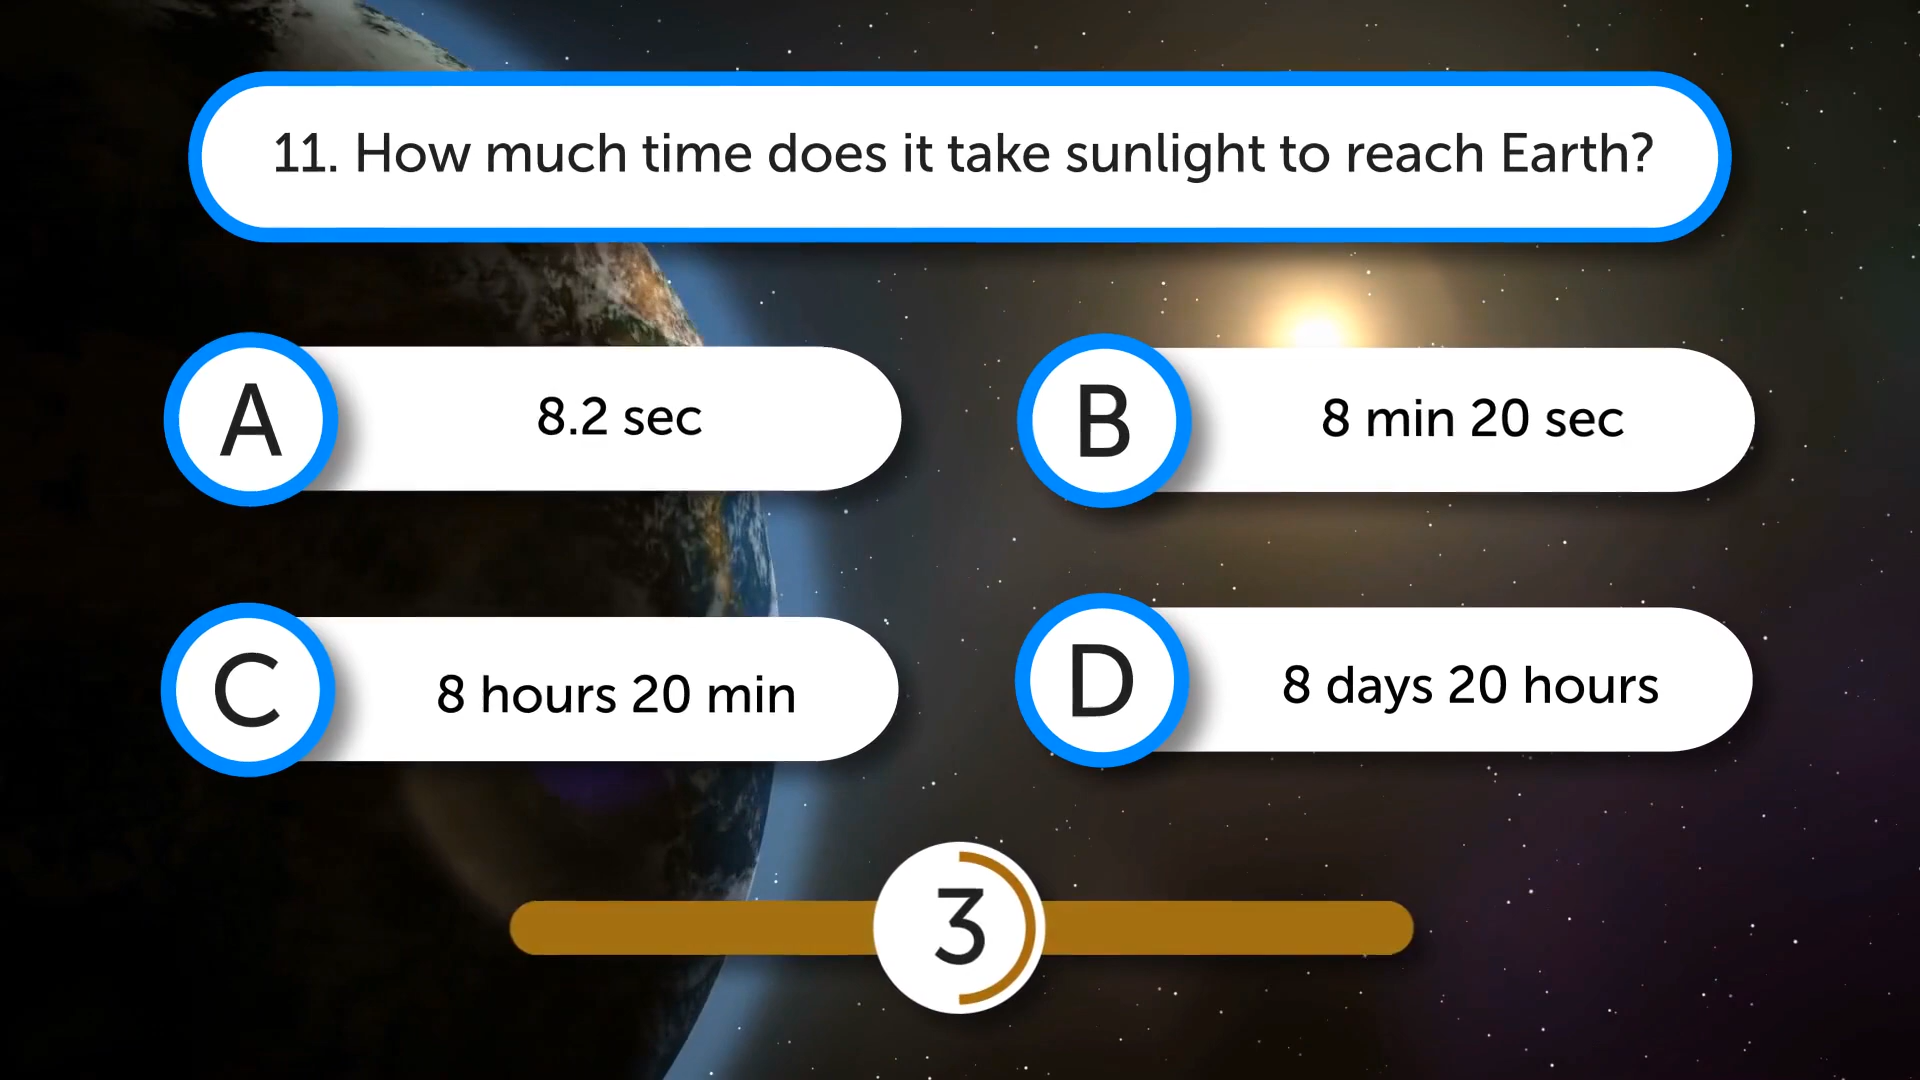 11. How much time does it take sunlight to reach Earth?
A
8.2 sec
B
8 min 20 sec
C
8 hours 20 min
D
8 days 20 hours
3